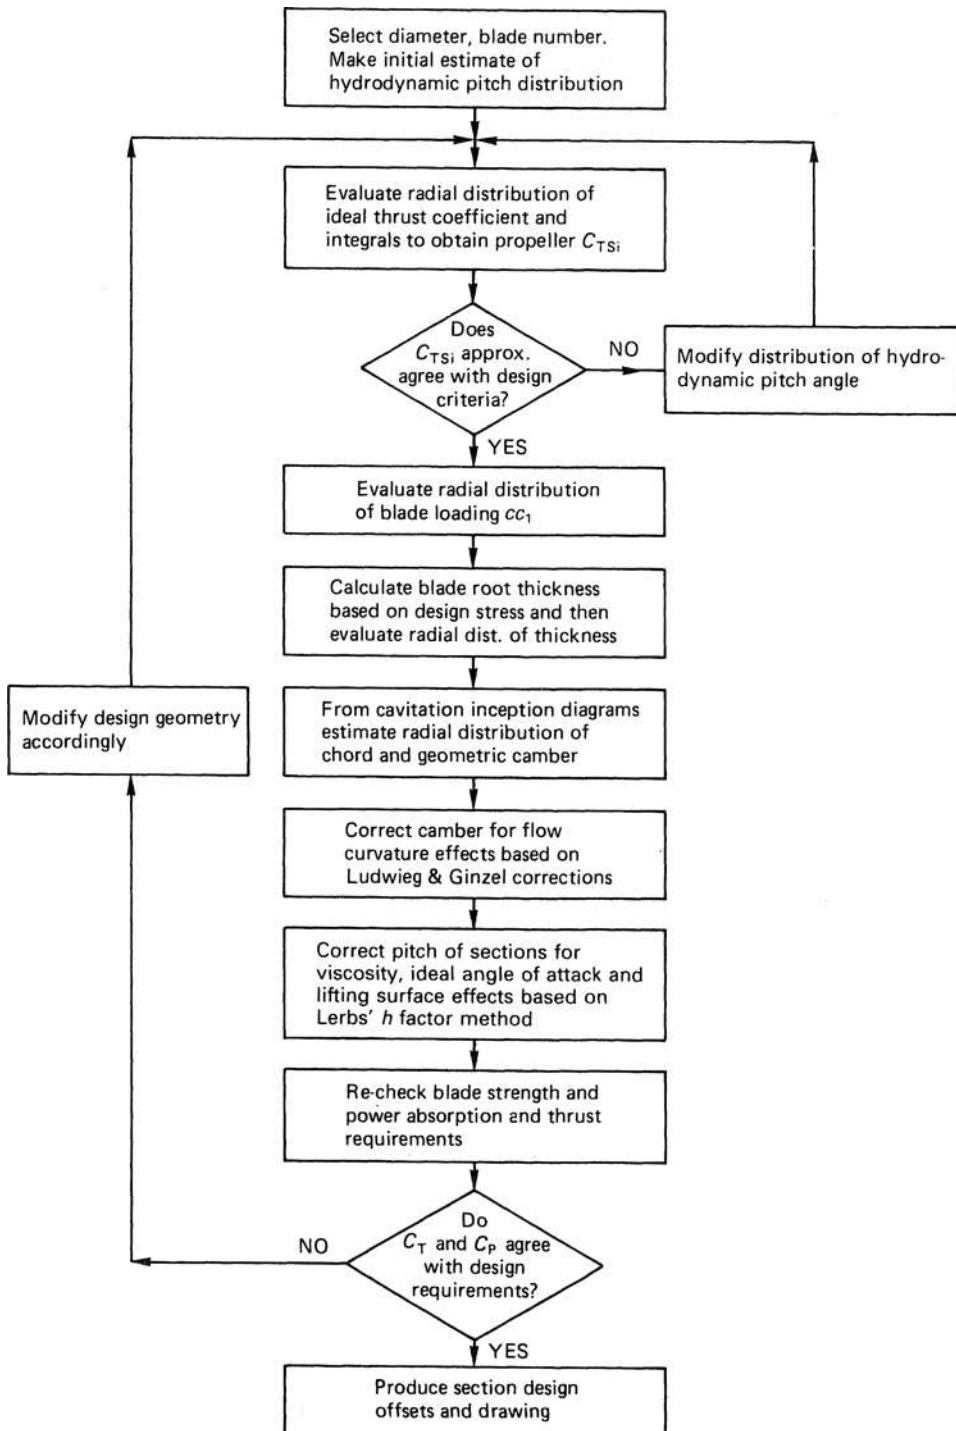 Select diameter, blade number.
Make initial estimate of
hydrodynamic pitch distribution
Evaluate radial distribution of
ideal thrust coefficient and
integrals to obtain propeller CTSi
Does
CTSi approx.
agree with design
criteria?
NO
Modify distribution of hydro-
dynamic pitch angle
YES
Evaluate radial distribution
of blade loading cc1
Calculate blade root thickness
based on design stress and then
evaluate radial dist. of thickness
Modify design geometry
accordingly
From cavitation inception diagrams
estimate radial distribution of
chord and geometric camber
Correct camber for flow
curvature effects based on
Ludwieg & Ginzel corrections
Correct pitch of sections for
viscosity, ideal angle of attack and
lifting surface effects based on
Lerbs' h factor method
Re-check blade strength and
power absorption and thrust
requirements
NO
Do
CT and CP agree
with design
requirements?
YES
Produce section design
offsets and drawing